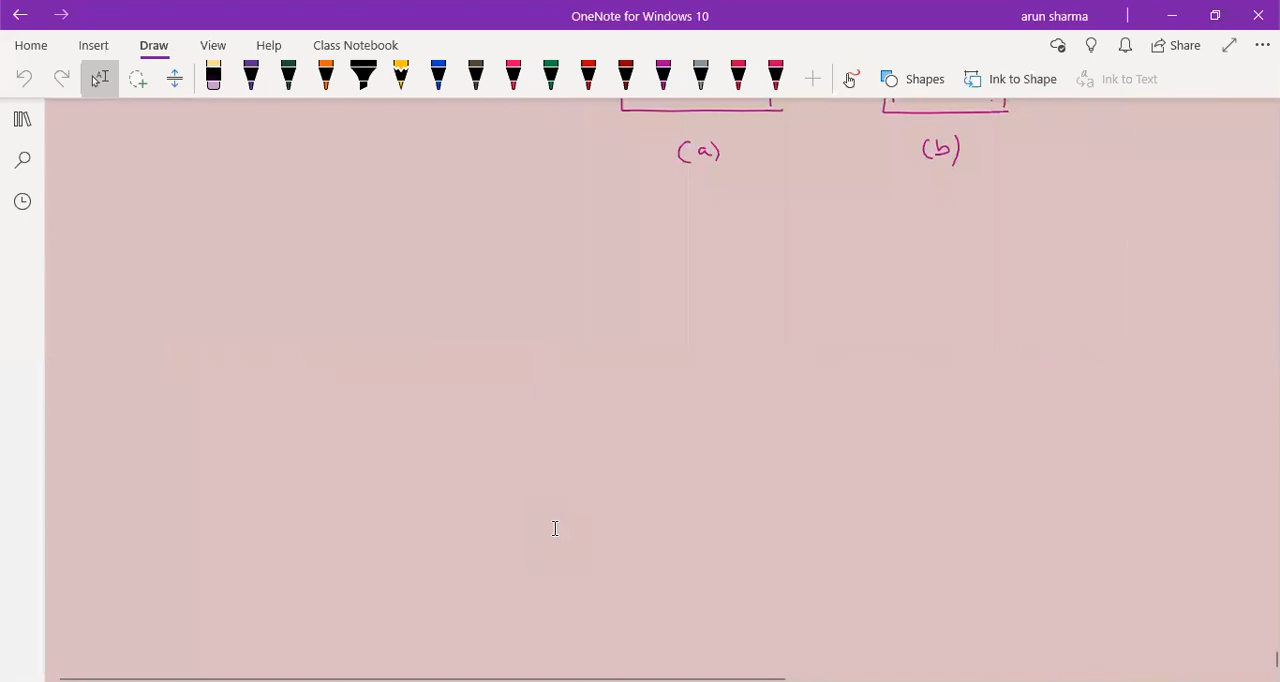 OneNote for Windows 10
arun sharma
Home Insert Draw View Help Class Notebook
Share
Shapes Ink to Shape Ink to Text
(a) (b)